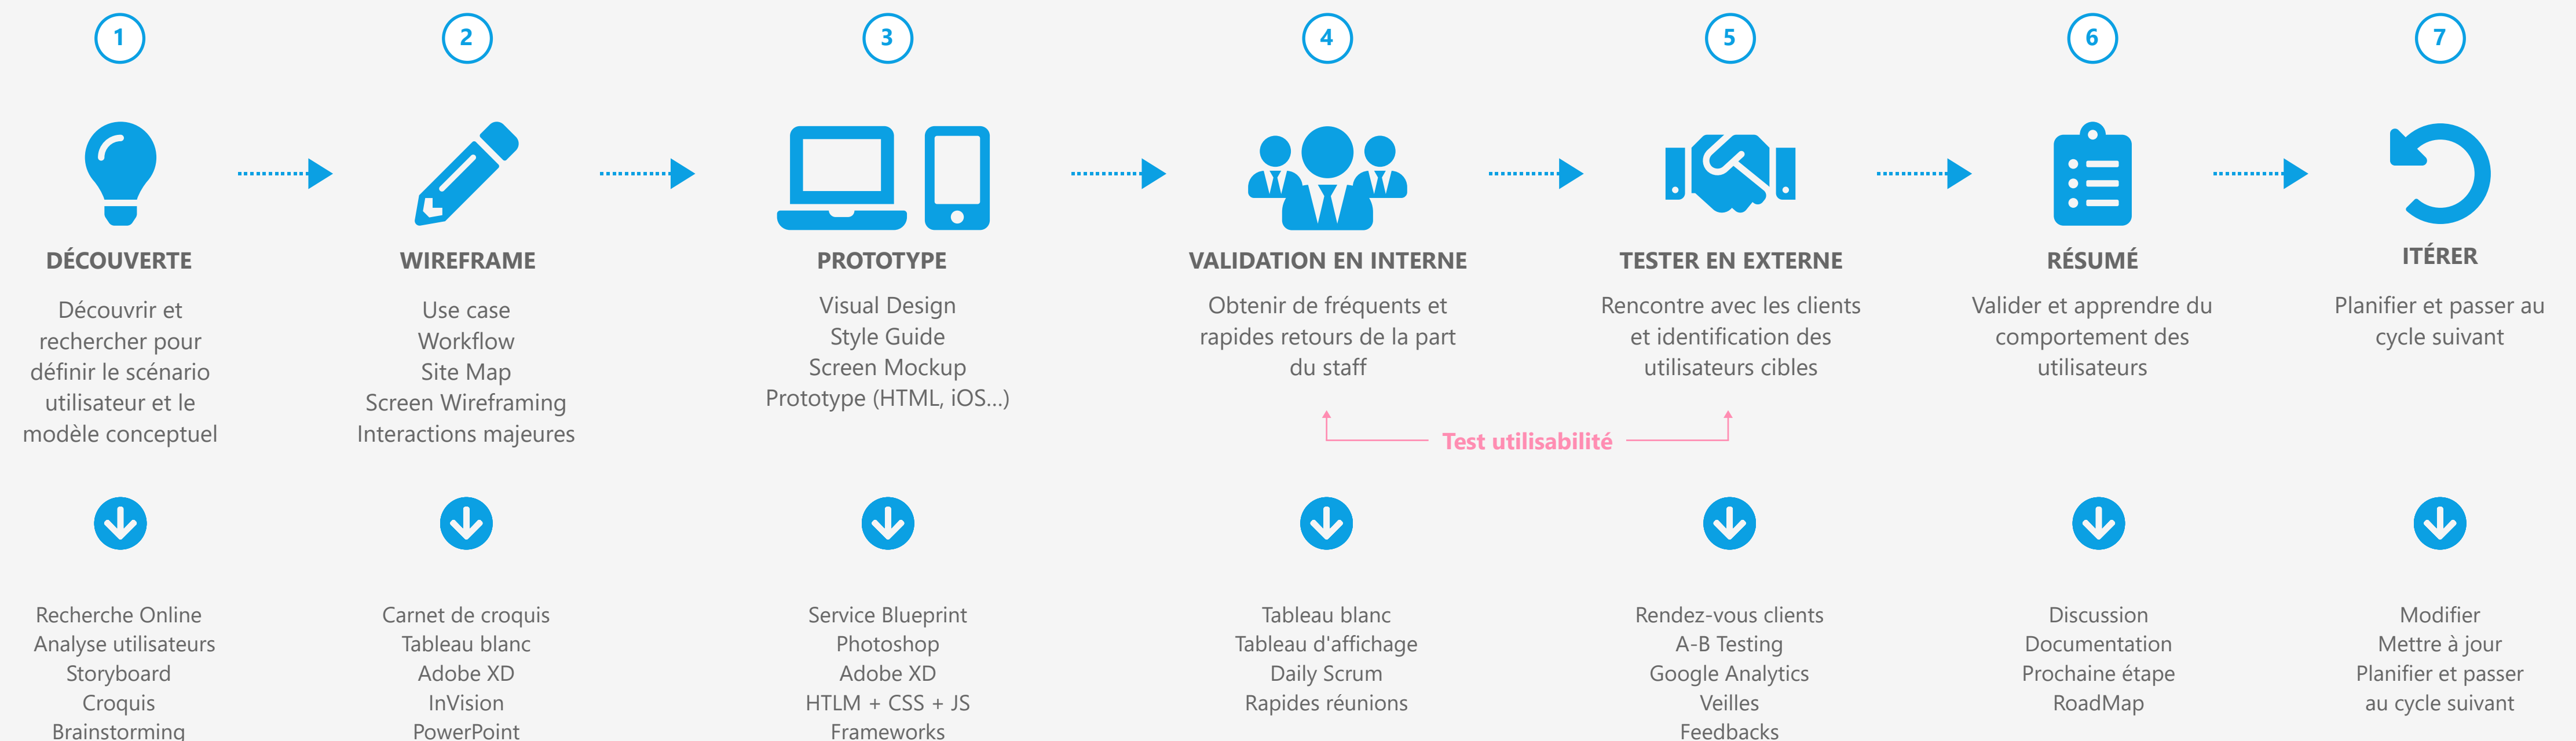 1
2
3
4
5
6
7
DÉCOUVERTE
Découvrir et
rechercher pour
définir le scénario
utilisateur et le
modèle conceptuel
WIREFRAME
Use case
Workflow
Site Map
Screen Wireframing
Interactions majeures
PROTOTYPE
Visual Design
Style Guide
Screen Mockup
Prototype (HTML, iOS...)
VALIDATION EN INTERNE
Obtenir de fréquents et
rapides retours de la part
du staff
TESTER EN EXTERNE
Rencontre avec les clients
et identification des
utilisateurs cibles
Test utilisabilité
RÉSUMÉ
Valider et apprendre du
comportement des
utilisateurs
ITÉRER
Planifier et passer au
cycle suivant
Recherche Online
Analyse utilisateurs
Storyboard
Croquis
Brainstorming
Carnet de croquis
Tableau blanc
Adobe XD
InVision
PowerPoint
Service Blueprint
Photoshop
Adobe XD
HTLM + CSS + JS
Frameworks
Tableau blanc
Tableau d'affichage
Daily Scrum
Rapides réunions
Rendez-vous clients
A-B Testing
Google Analytics
Veilles
Feedbacks
Discussion
Documentation
Prochaine étape
RoadMap
Modifier
Mettre à jour
Planifier et passer
au cycle suivant